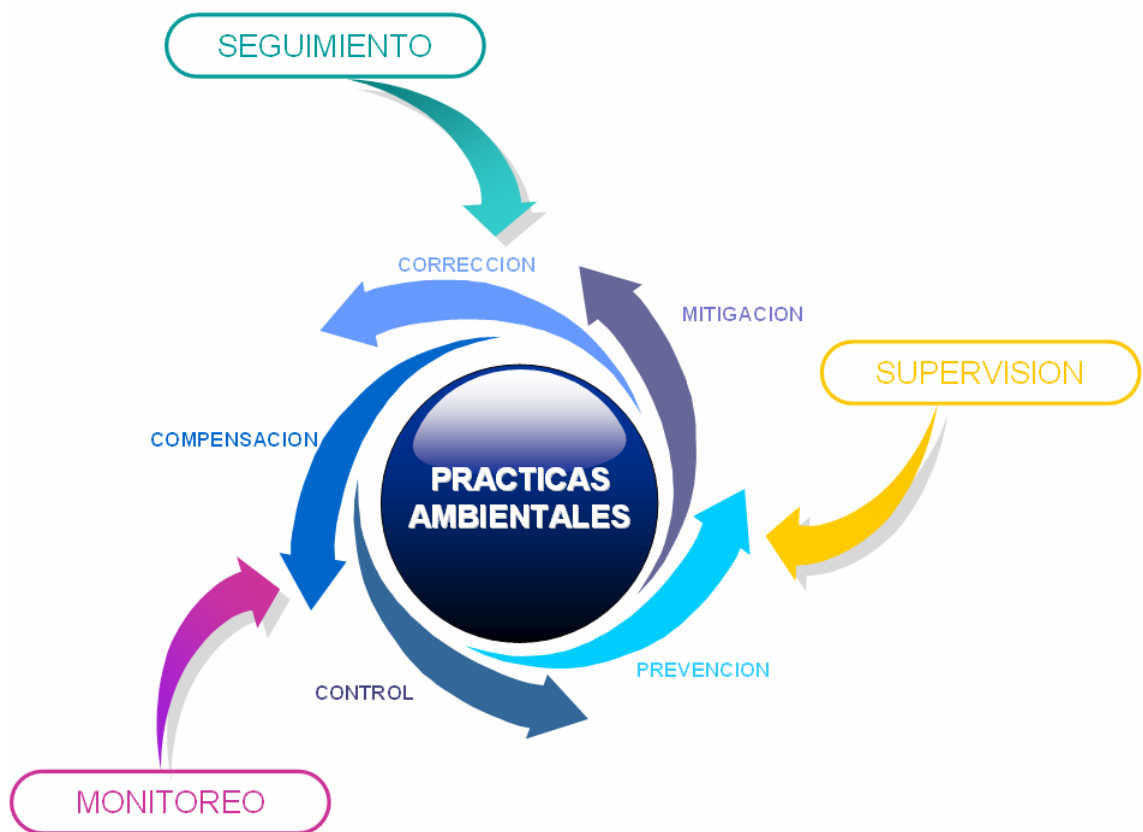 SEGUIMIENTO
CORRECCION
MITIGACION
SUPERVISION
COMPENSACION
PRACTICAS
AMBIENTALES
PREVENCION
CONTROL
MONITOREO